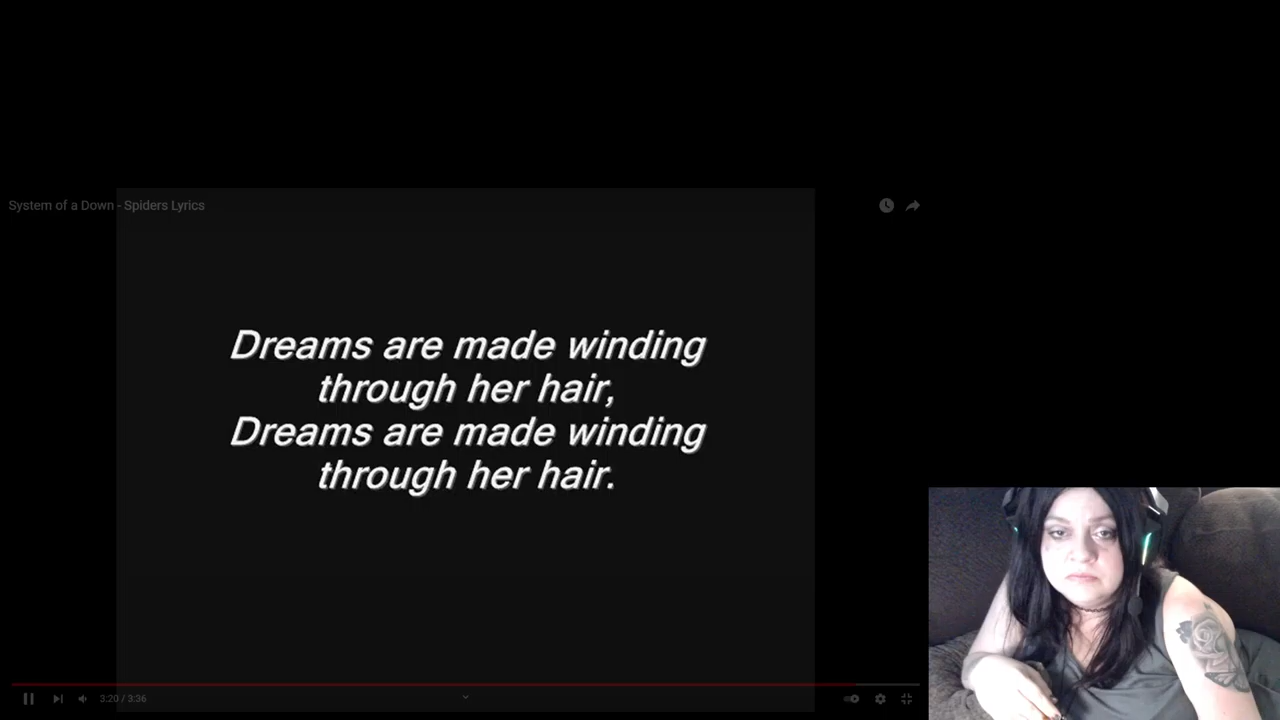 System of a Down - Spiders Lyrics
Dreams are made winding
through her hair,
Dreams are made winding
through her hair.
3:20 / 3:36